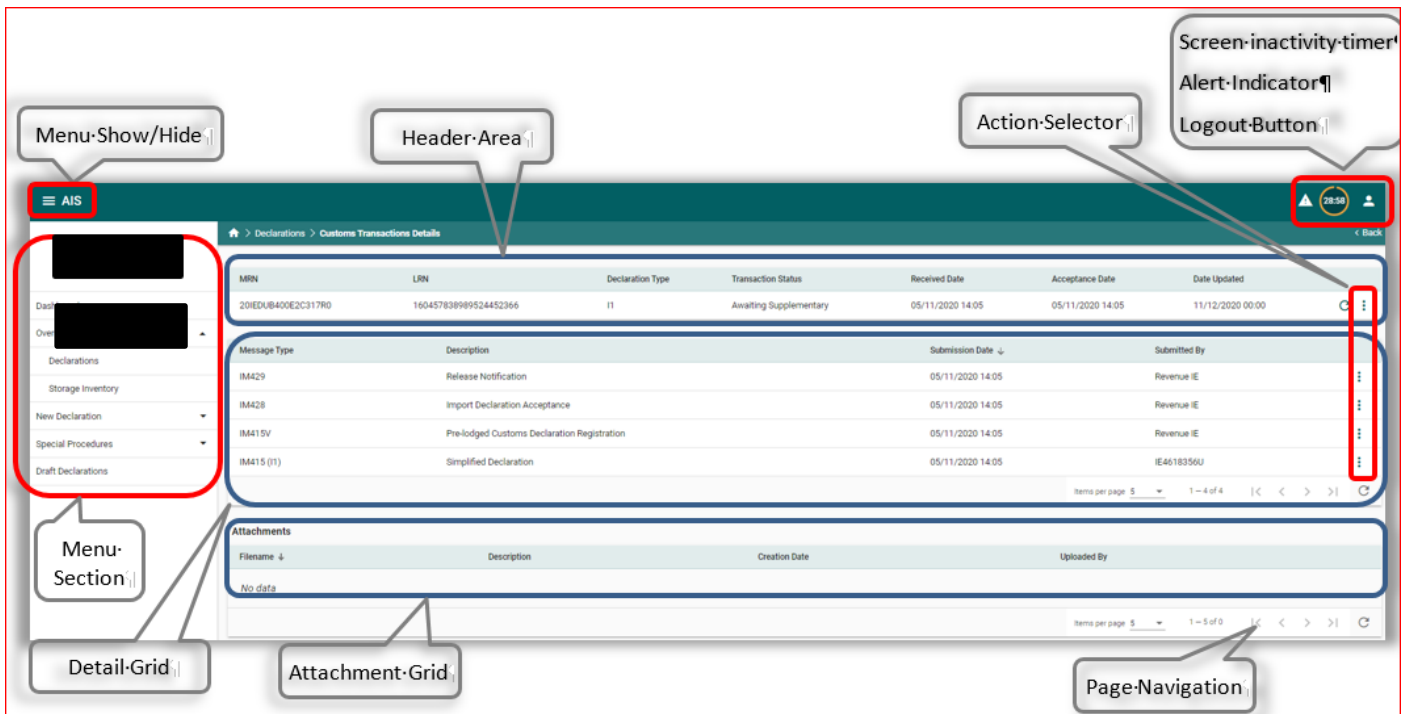 Screen·inactivity·timer¶
Alert·Indicator¶
Logout·Button¶
Action·Selector¶
Menu·Show/Hide¶
Header·Area¶
AIS
28:58
> Declarations > Customs Transactions Details
< Back
MRN LRN Declaration Type Transaction Status Received Date Acceptance Date Date Updated
20IEDUB400E2C317R0 160457838989524452366 I1 Awaiting Supplementary 05/11/2020 14:05 05/11/2020 14:05 11/12/2020 00:00
Declarations
Storage Inventory
New Declaration
Special Procedures
Draft Declarations
Message Type Description Submission Date ↓ Submitted By
IM429 Release Notification 05/11/2020 14:05 Revenue IE
IM428 Import Declaration Acceptance 05/11/2020 14:05 Revenue IE
IM415V Pre-lodged Customs Declaration Registration 05/11/2020 14:05 Revenue IE
IM415 (I1) Simplified Declaration 05/11/2020 14:05 IE4618356U
Items per page 5 1 – 4 of 4 |< < > >|
Attachments
Filename ↓ Description Creation Date Uploaded By
No data
Items per page 5 1 – 5 of 0 |< < > >|
Menu·
Section¶
Detail·Grid¶
Attachment·Grid¶
Page·Navigation¶